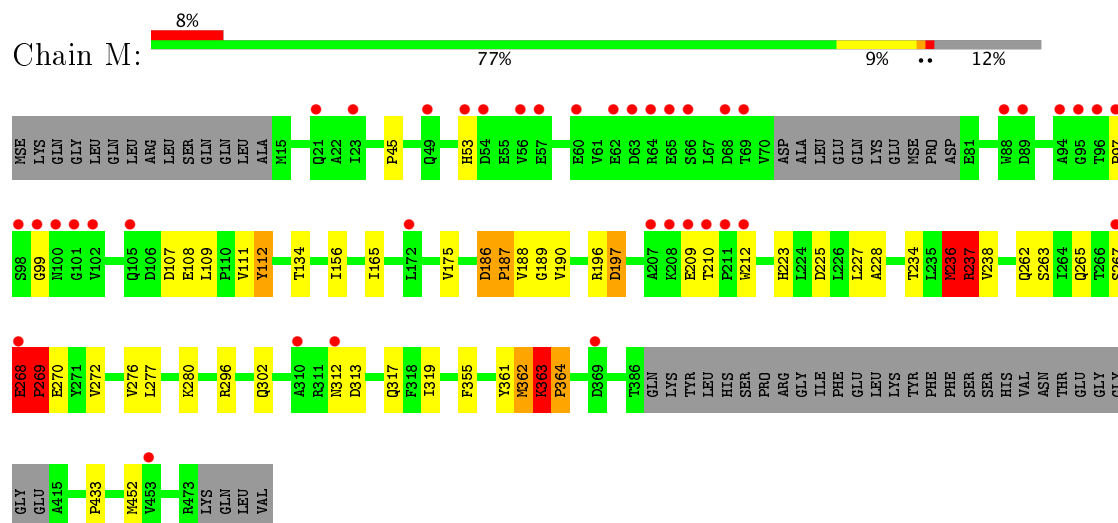 8%
Chain M:
77% 9% •• 12%
MSE LYS GLN GLN GLY LEU GLN LEU ARG LEU SER GLN GLN LEU ALA M15 Q21 A22 I23 P45 Q49 H53 D54 E55 V56 E57 E60 V61 E62 D63 R64 E65 S66 L67 D68 T69 V70 ASP ALA LEU GLU GLN LYS GLU MSE PRO ASP E81 W88 D89 A94 G95 T96 P97
S98 G99 N100 G101 V102 Q105 D106 D107 E108 L109 P110 V111 Y112 T134 I156 I165 L172 V175 D186 P187 V188 G189 V190 R196 D197 A207 K208 E209 T210 P211 W212 H223 L224 D225 L226 L227 A228 T234 L235 M236 R237 V238 Q262 S263 I264 Q265 T266 S267
E268 P269 E270 Y271 V272 V276 L277 K280 R296 Q302 A310 R311 N312 D313 Q317 F318 I319 F355 Y361 M362 K363 P364 D369 T386 GLN LYS TYR LEU HIS SER PRO ARG GLY ILE PHE GLU LEU LYS TYR PHE PHE SER SER HIS VAL ASN THR GLU GLY GLY
GLY GLU A415 P433 M452 V453 R473 LYS GLN LEU VAL